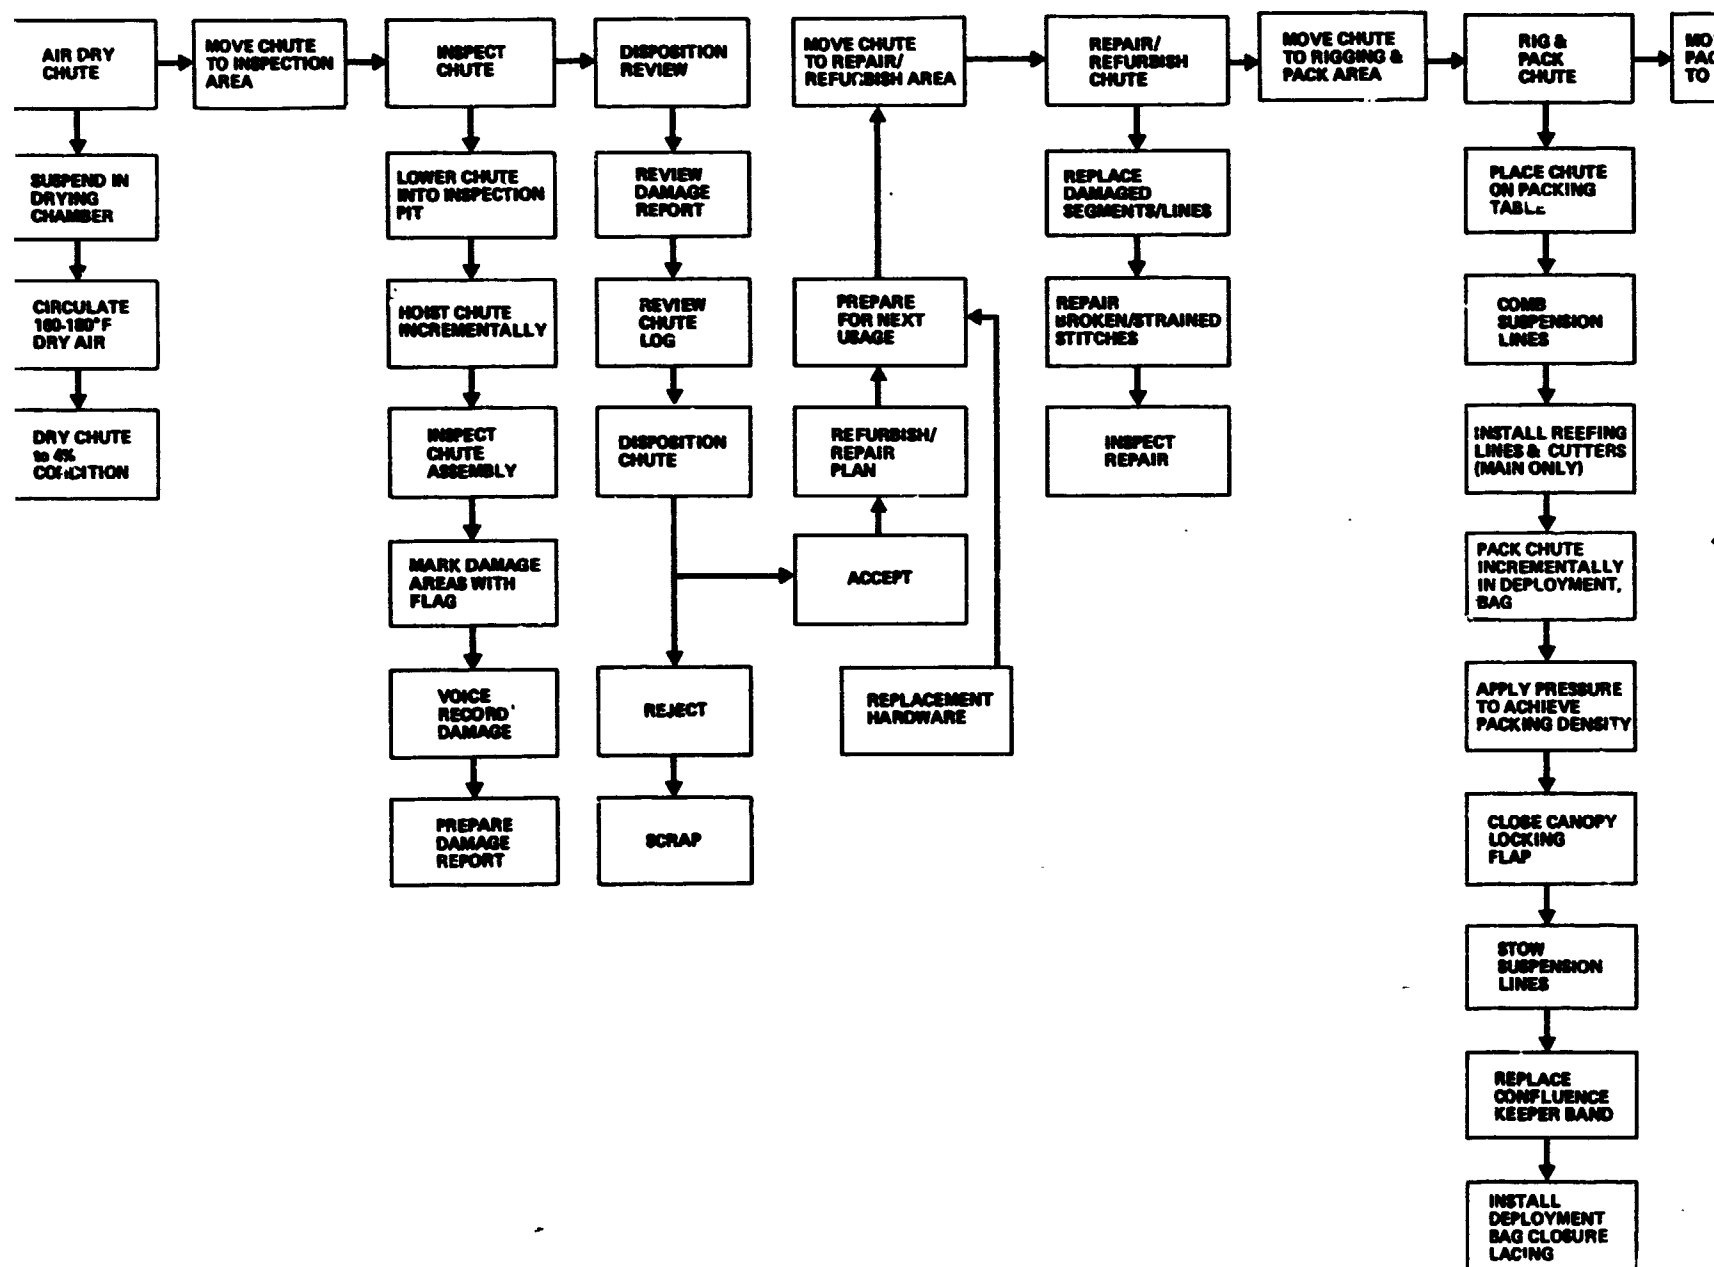 AIR DRY
CHUTE
SUSPEND IN
DRYING
CHAMBER
CIRCULATE
160-180°F
DRY AIR
DRY CHUTE
to 4%
CONDITION
MOVE CHUTE
TO INSPECTION
AREA
INSPECT
CHUTE
LOWER CHUTE
INTO INSPECTION
PIT
HOIST CHUTE
INCREMENTALLY
INSPECT
CHUTE
ASSEMBLY
MARK DAMAGE
AREAS WITH
FLAG
VOICE
RECORD
DAMAGE
PREPARE
DAMAGE
REPORT
DISPOSITION
REVIEW
REVIEW
DAMAGE
REPORT
REVIEW
CHUTE
LOG
DISPOSITION
CHUTE
REJECT
SCRAP
MOVE CHUTE
TO REPAIR/
REFURBISH AREA
PREPARE
FOR NEXT
USAGE
REFURBISH/
REPAIR
PLAN
ACCEPT
REPLACEMENT
HARDWARE
REPAIR/
REFURBISH
CHUTE
REPLACE
DAMAGED
SEGMENTS/LINES
REPAIR
BROKEN/STRAINED
STITCHES
INSPECT
REPAIR
MOVE CHUTE
TO RIGGING &
PACK AREA
RIG &
PACK
CHUTE
PLACE CHUTE
ON PACKING
TABLE
COMB
SUSPENSION
LINES
INSTALL REEFING
LINES & CUTTERS
(MAIN ONLY)
PACK CHUTE
INCREMENTALLY
IN DEPLOYMENT,
BAG
APPLY PRESSURE
TO ACHIEVE
PACKING DENSITY
CLOSE CANOPY
LOCKING
FLAP
STOW
SUSPENSION
LINES
REPLACE
CONFLUENCE
KEEPER BAND
INSTALL
DEPLOYMENT
BAG CLOSURE
LACING
TO